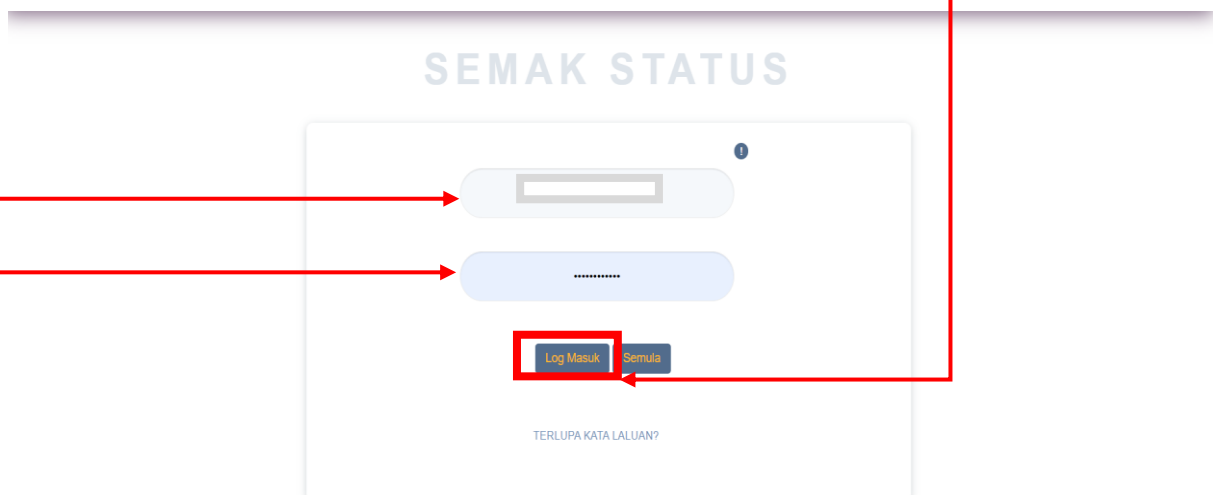 SEMAK STATUS
!
••••••••••••
Log Masuk Semula
TERLUPA KATA LALUAN?